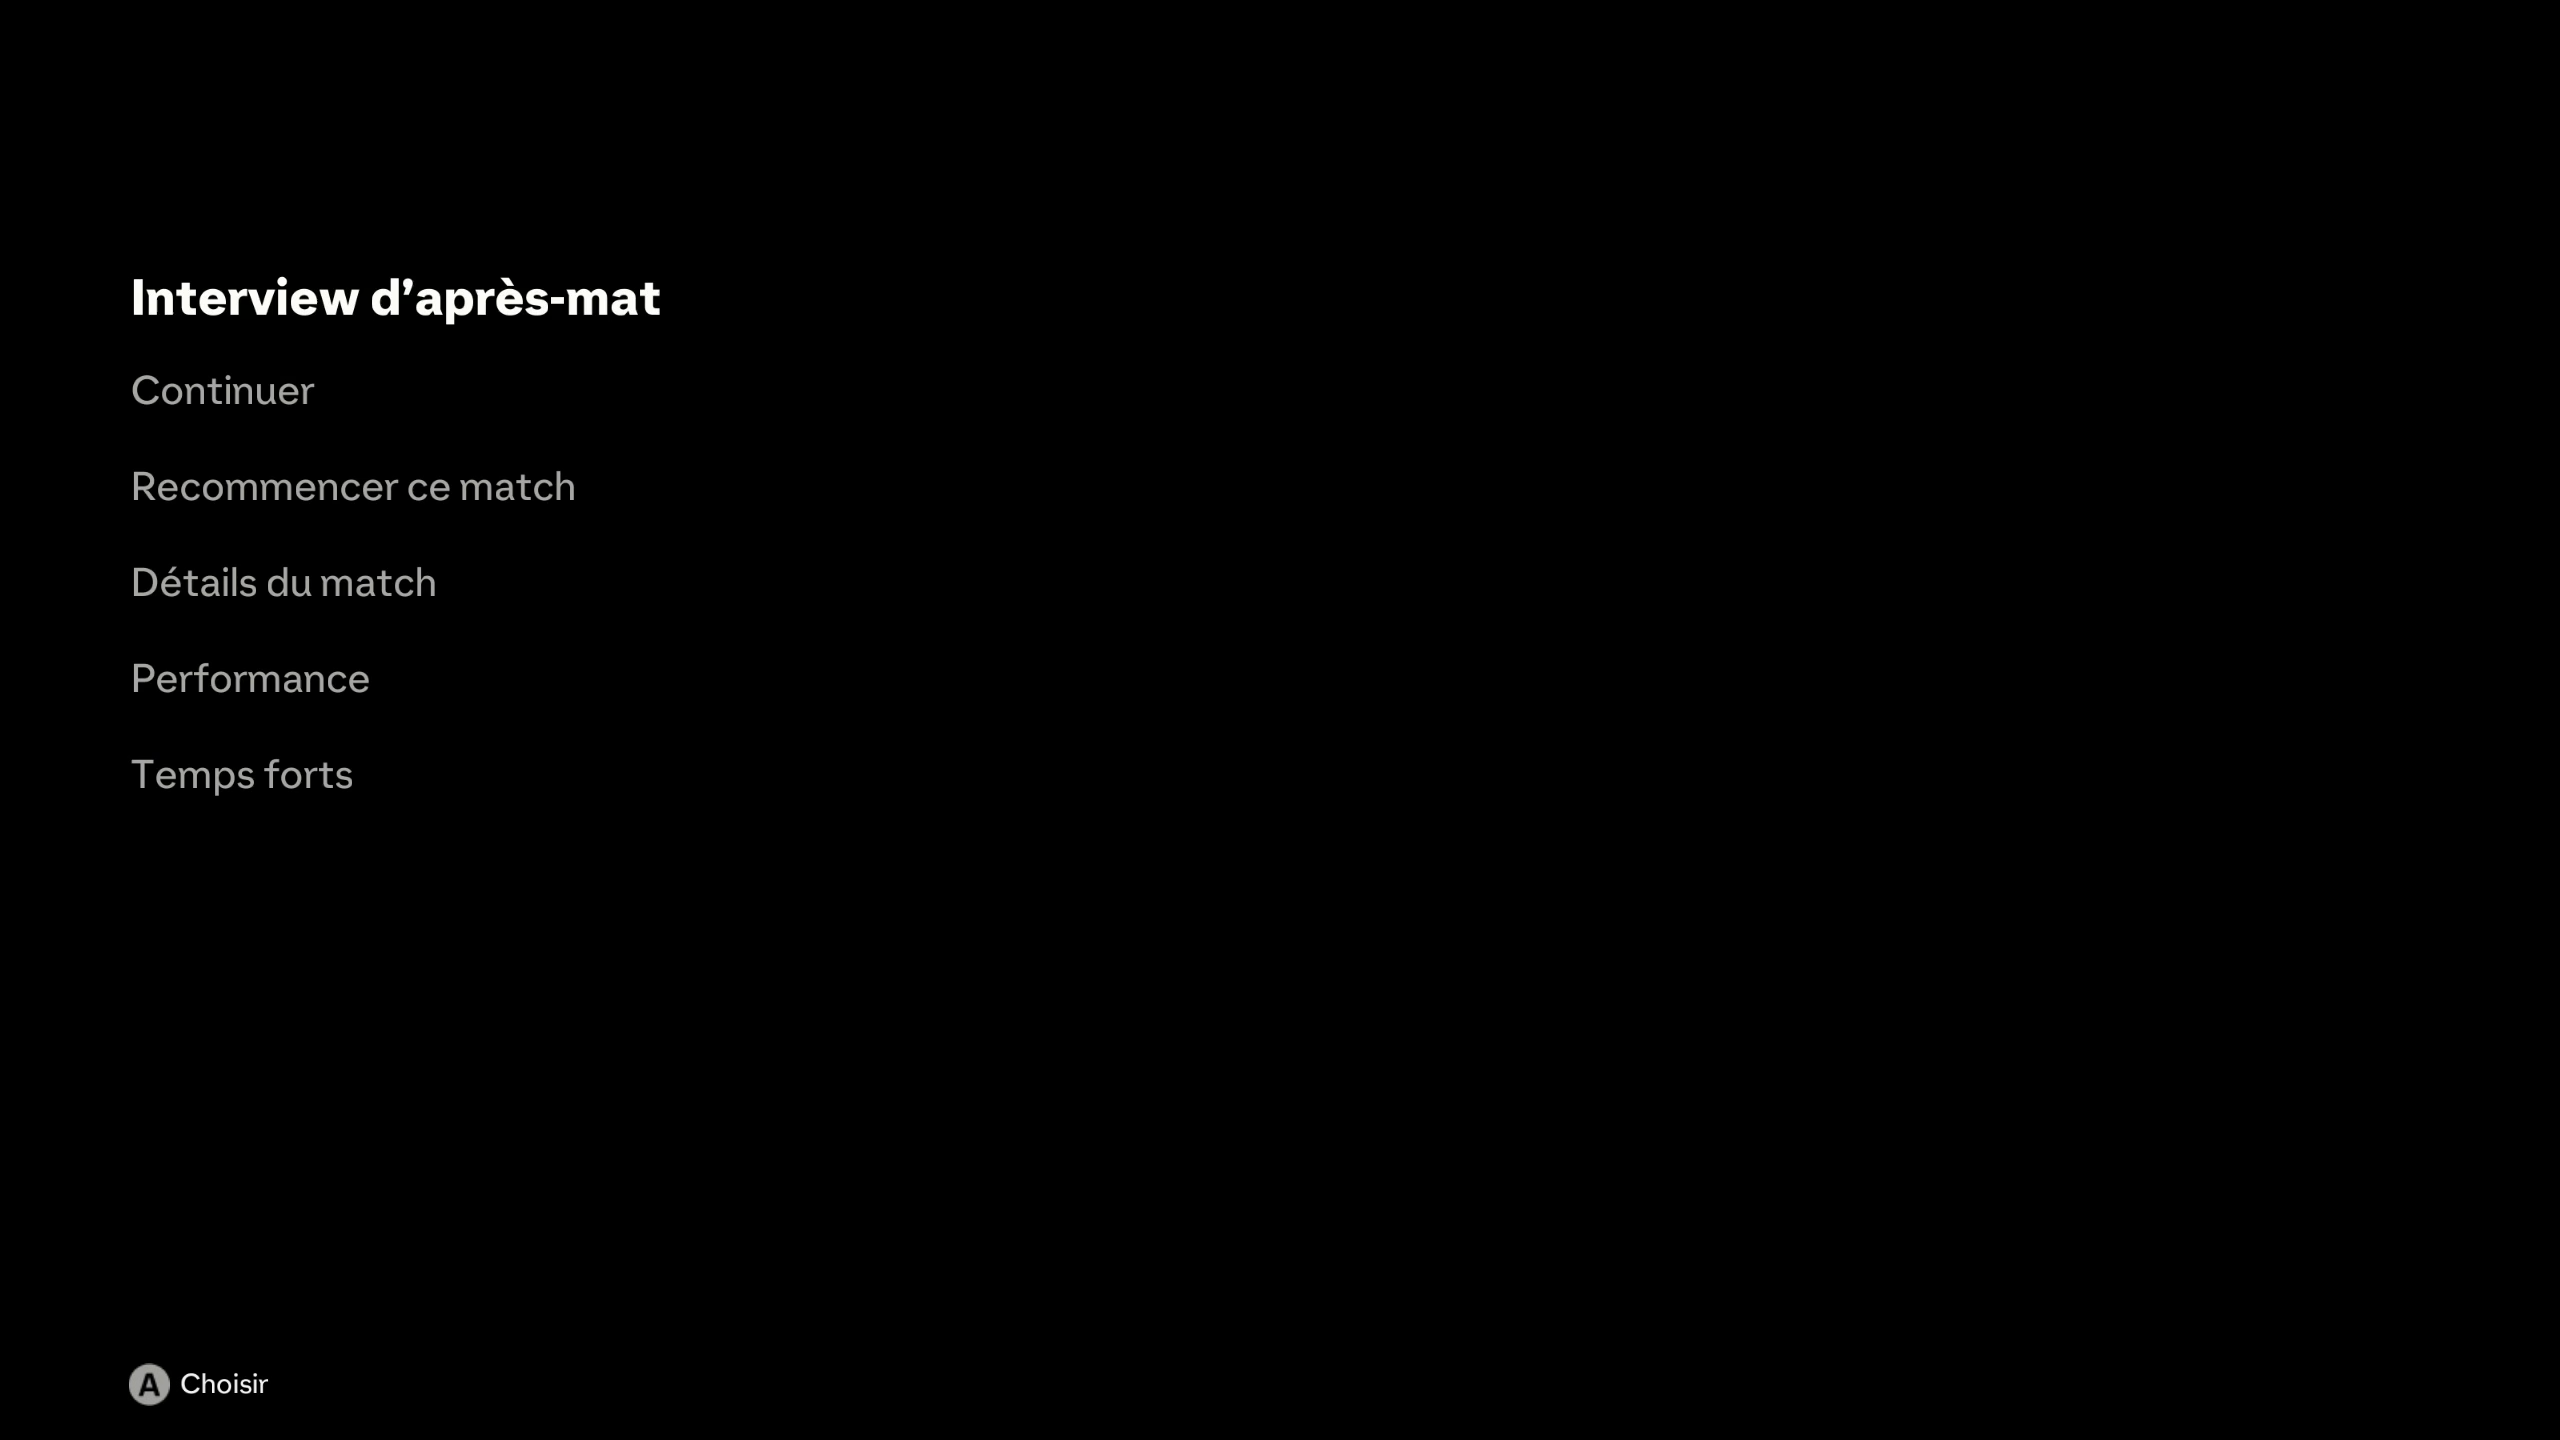 Interview d’après-mat
Continuer
Recommencer ce match
Détails du match
Performance
Temps forts
A Choisir